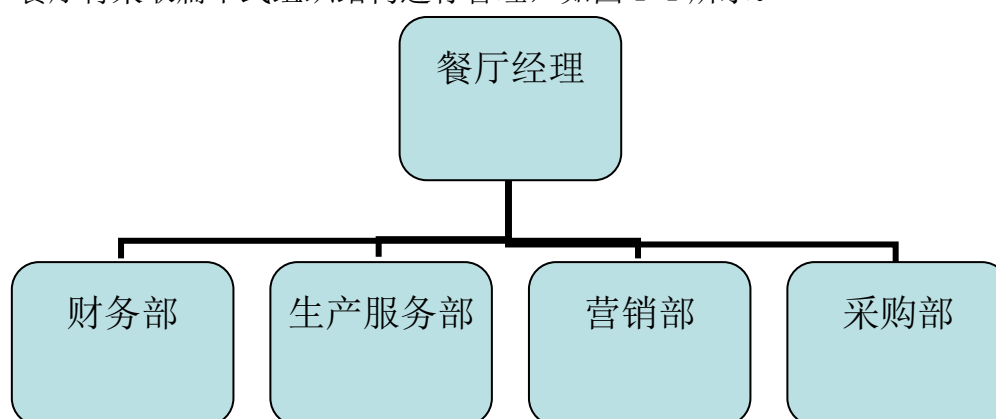 餐厅经理
财务部
生产服务部
营销部
采购部